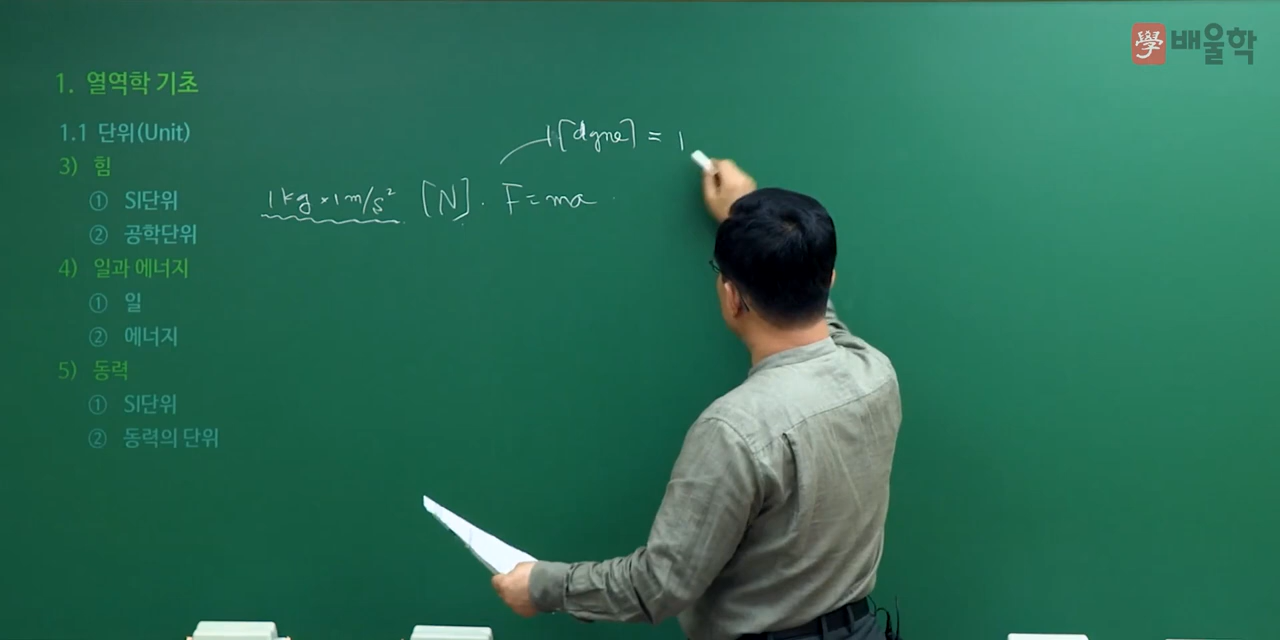 學 배울학
1. 열역학 기초
1.1 단위(Unit)
3) 힘
① SI단위
② 공학단위
4) 일과 에너지
① 일
② 에너지
5) 동력
① SI단위
② 동력의 단위
1[dyne] = 1
1kg × 1m/s² [N]. F=ma